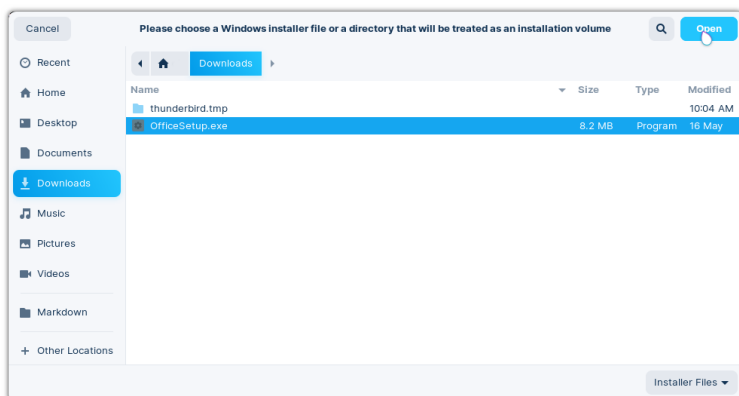 Cancel
Please choose a Windows installer file or a directory that will be treated as an installation volume
Open
Recent
Home
Desktop
Documents
Downloads
Music
Pictures
Videos
Markdown
+ Other Locations
Downloads
Name Size Type Modified
thunderbird.tmp 10:04 AM
OfficeSetup.exe 8.2 MB Program 16 May
Installer Files